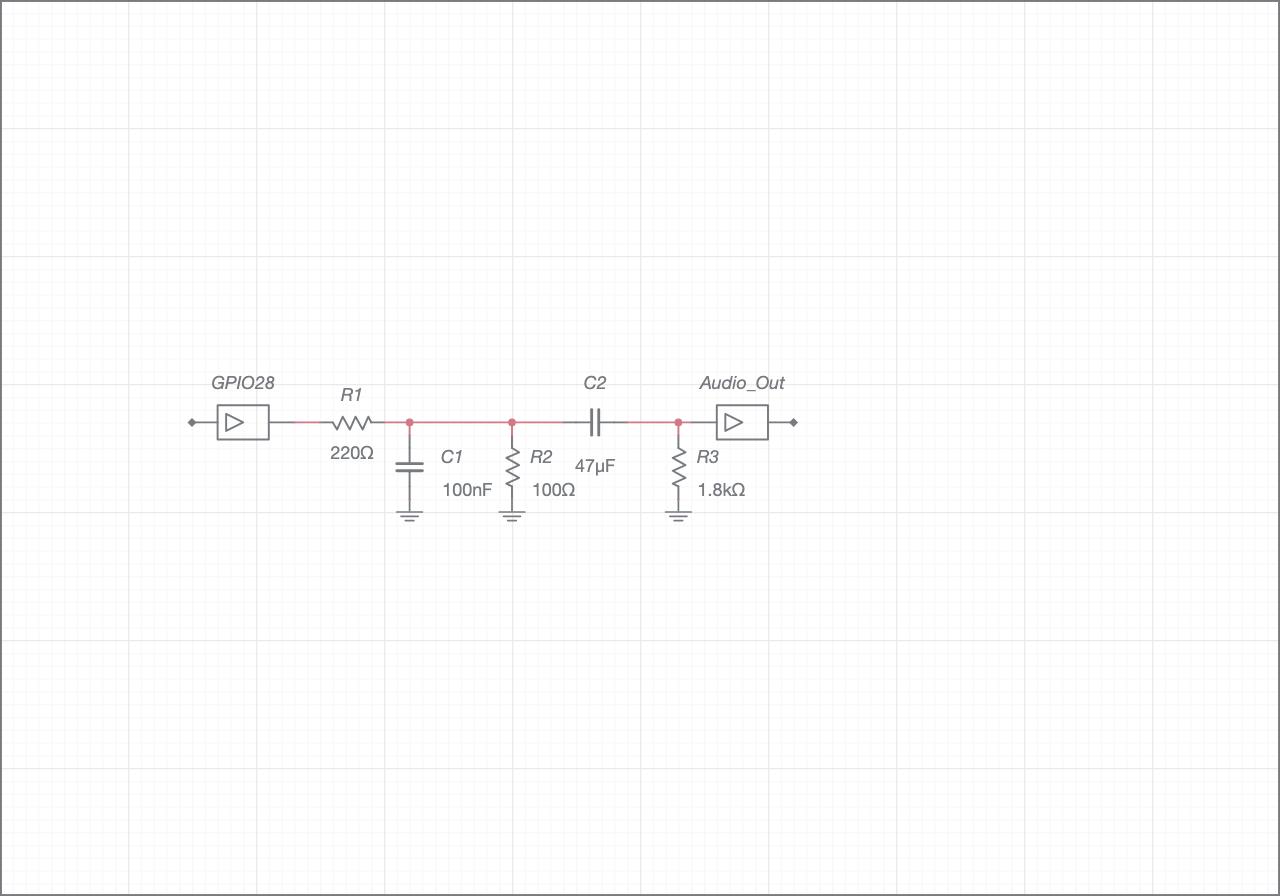 GPIO28
R1
220Ω
C1
100nF
R2
100Ω
C2
47µF
R3
1.8kΩ
Audio_Out